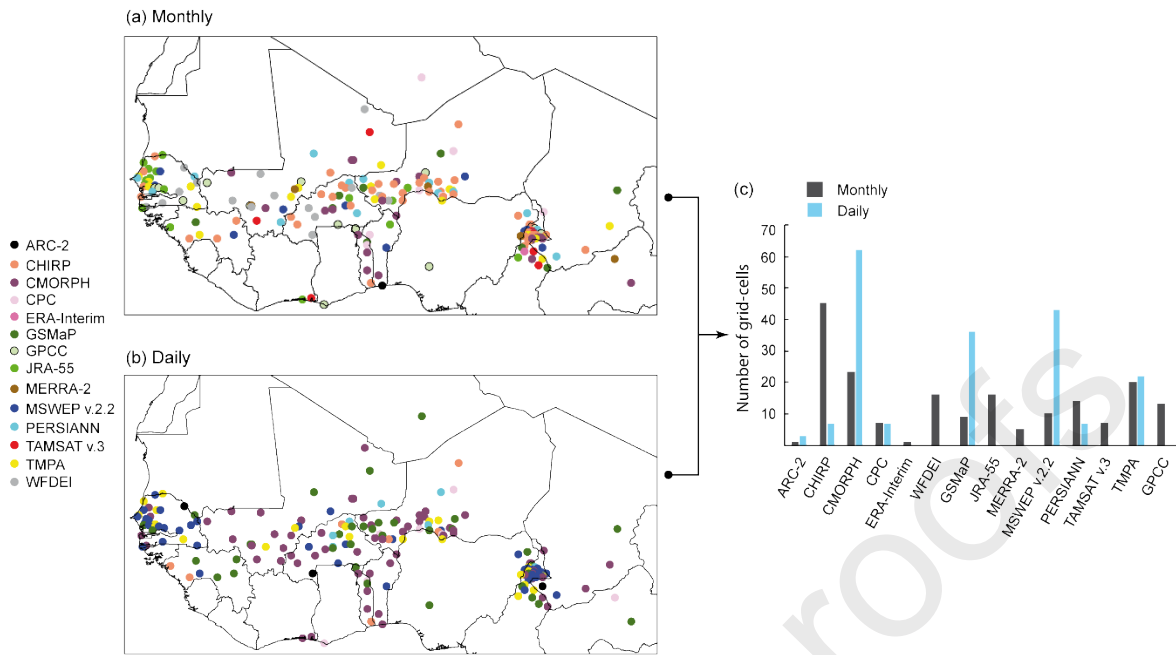 (a) Monthly
ARC-2
CHIRP
CMORPH
CPC
ERA-Interim
GSMaP
GPCC
JRA-55
MERRA-2
MSWEP v.2.2
PERSIANN
TAMSAT v.3
TMPA
WFDEI
(b) Daily
(c)
Monthly
Daily
Number of grid-cells
70
60
50
40
30
20
10
ARC-2
CHIRP
CMORPH
CPC
ERA-Interim
WFDEI
GSMaP
JRA-55
MERRA-2
MSWEP v.2.2
PERSIANN
TAMSAT v.3
TMPA
GPCC
roofs